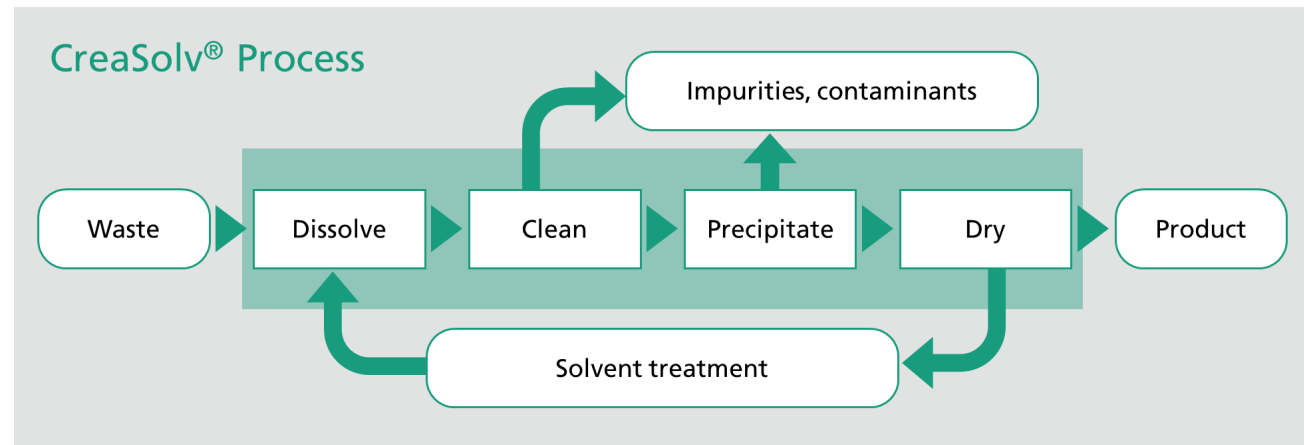 CreaSolv® Process
Impurities, contaminants
Waste
Dissolve
Clean
Precipitate
Dry
Product
Solvent treatment